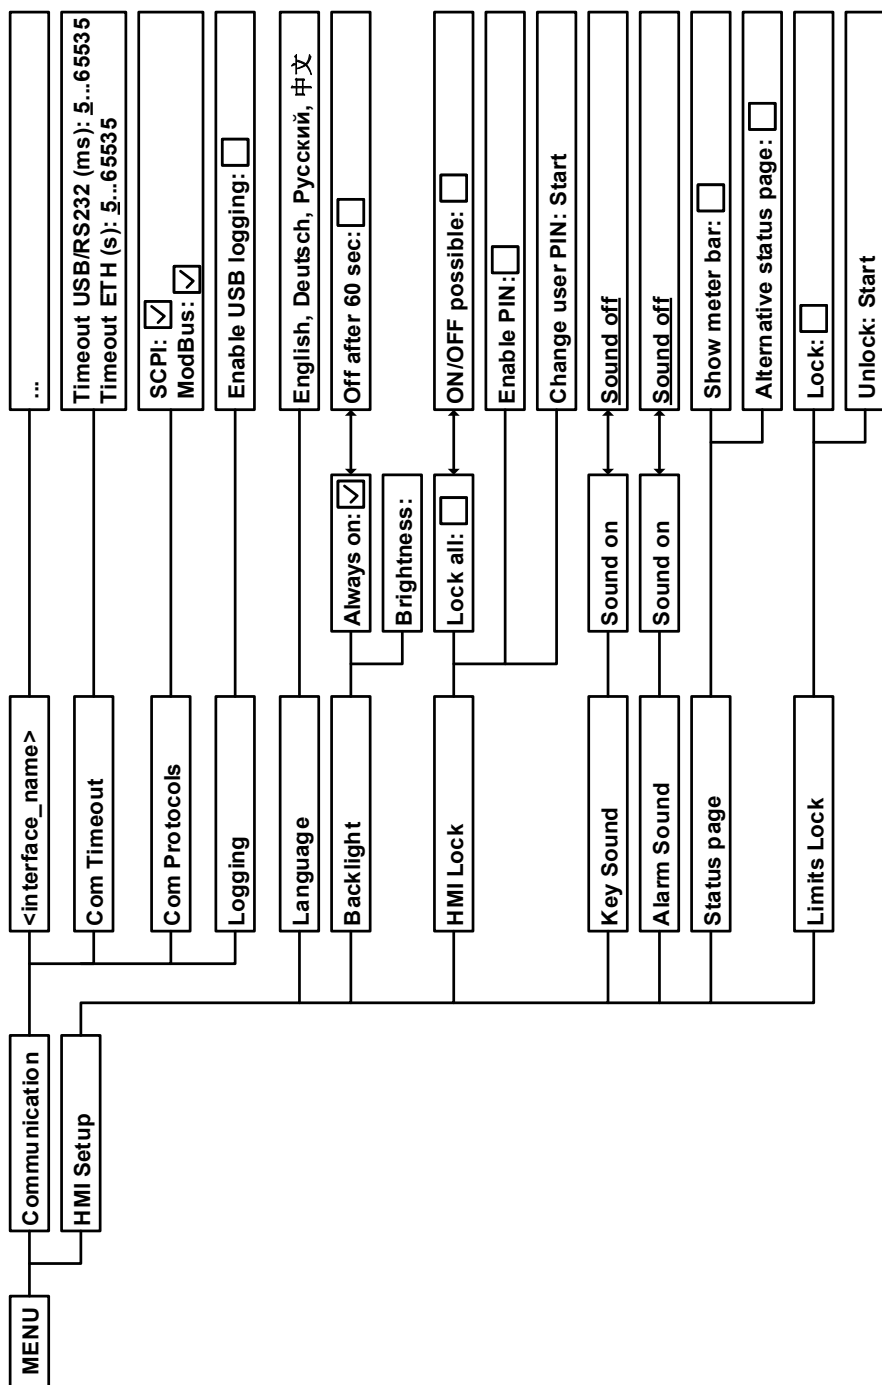 MENU
Communication
<interface_name>
...
Com Timeout
Timeout USB/RS232 (ms): 5...65535
Timeout ETH (s): 5...65535
Com Protocols
SCPI:
ModBus:
Logging
Enable USB logging:
HMI Setup
Language
English, Deutsch, Русский, 中文
Backlight
Always on:
Off after 60 sec:
Brightness:
HMI Lock
Lock all:
ON/OFF possible:
Enable PIN:
Change user PIN: Start
Key Sound
Sound on
Sound off
Alarm Sound
Sound on
Sound off
Status page
Show meter bar:
Alternative status page:
Limits Lock
Lock:
Unlock: Start